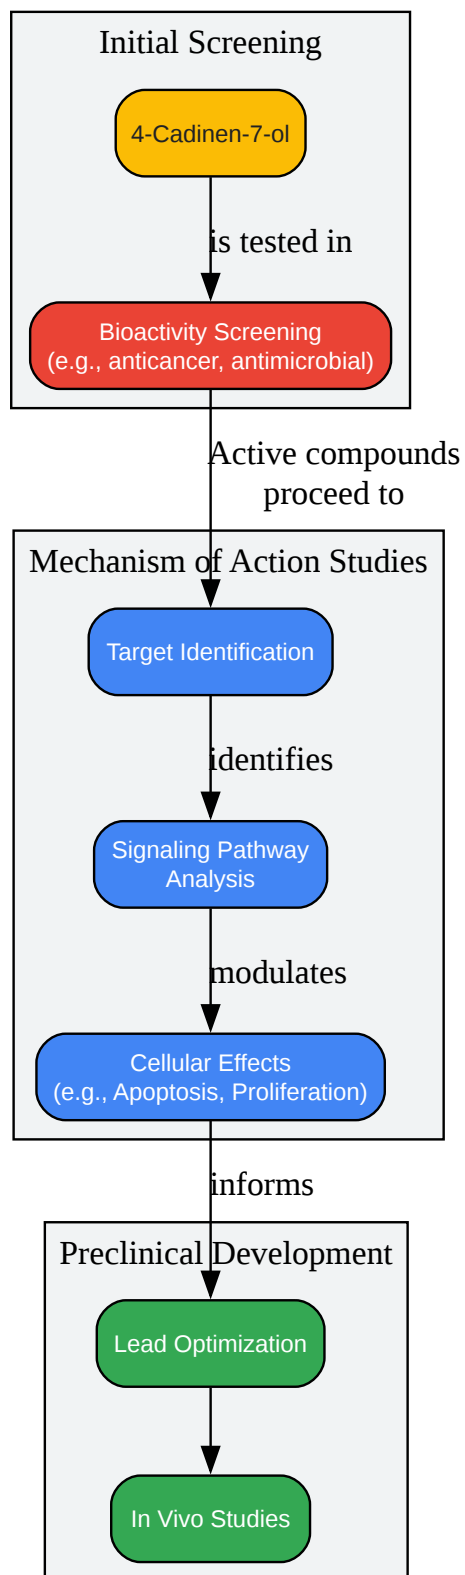 Initial Screening
4-Cadinen-7-ol
is tested in
Bioactivity Screening
(e.g., anticancer, antimicrobial)
Active compounds
proceed to
Mechanism of Action Studies
Target Identification
identifies
Signaling Pathway
Analysis
modulates
Cellular Effects
(e.g., Apoptosis, Proliferation)
informs
Preclinical Development
Lead Optimization
In Vivo Studies